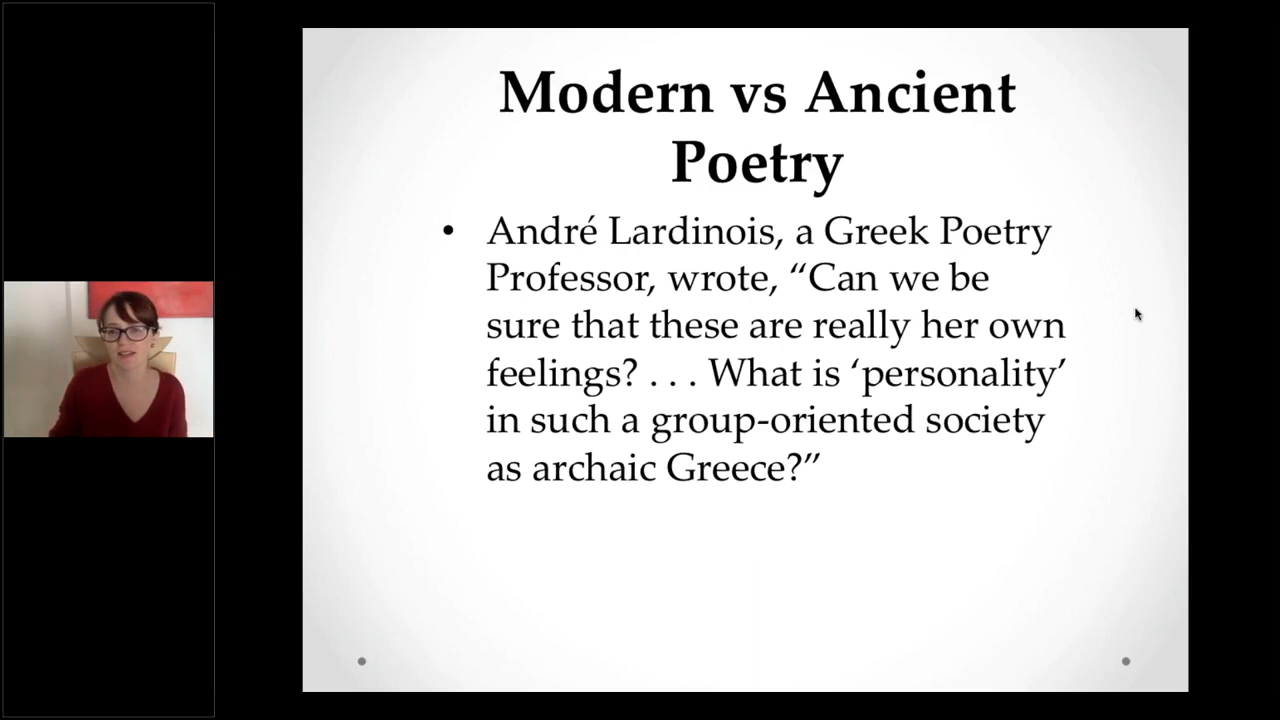 Modern vs Ancient
Poetry
• André Lardinois, a Greek Poetry
Professor, wrote, “Can we be
sure that these are really her own
feelings? . . . What is ‘personality’
in such a group-oriented society
as archaic Greece?”